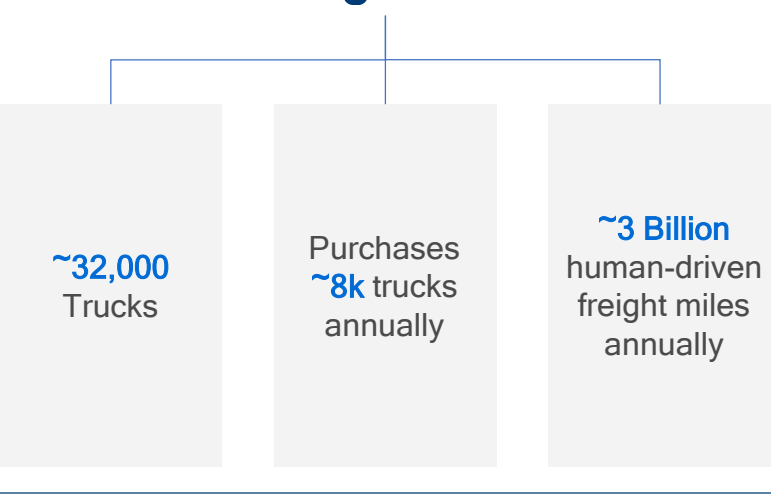 ~32,000
Trucks
Purchases
~8k trucks
annually
~3 Billion
human-driven
freight miles
annually